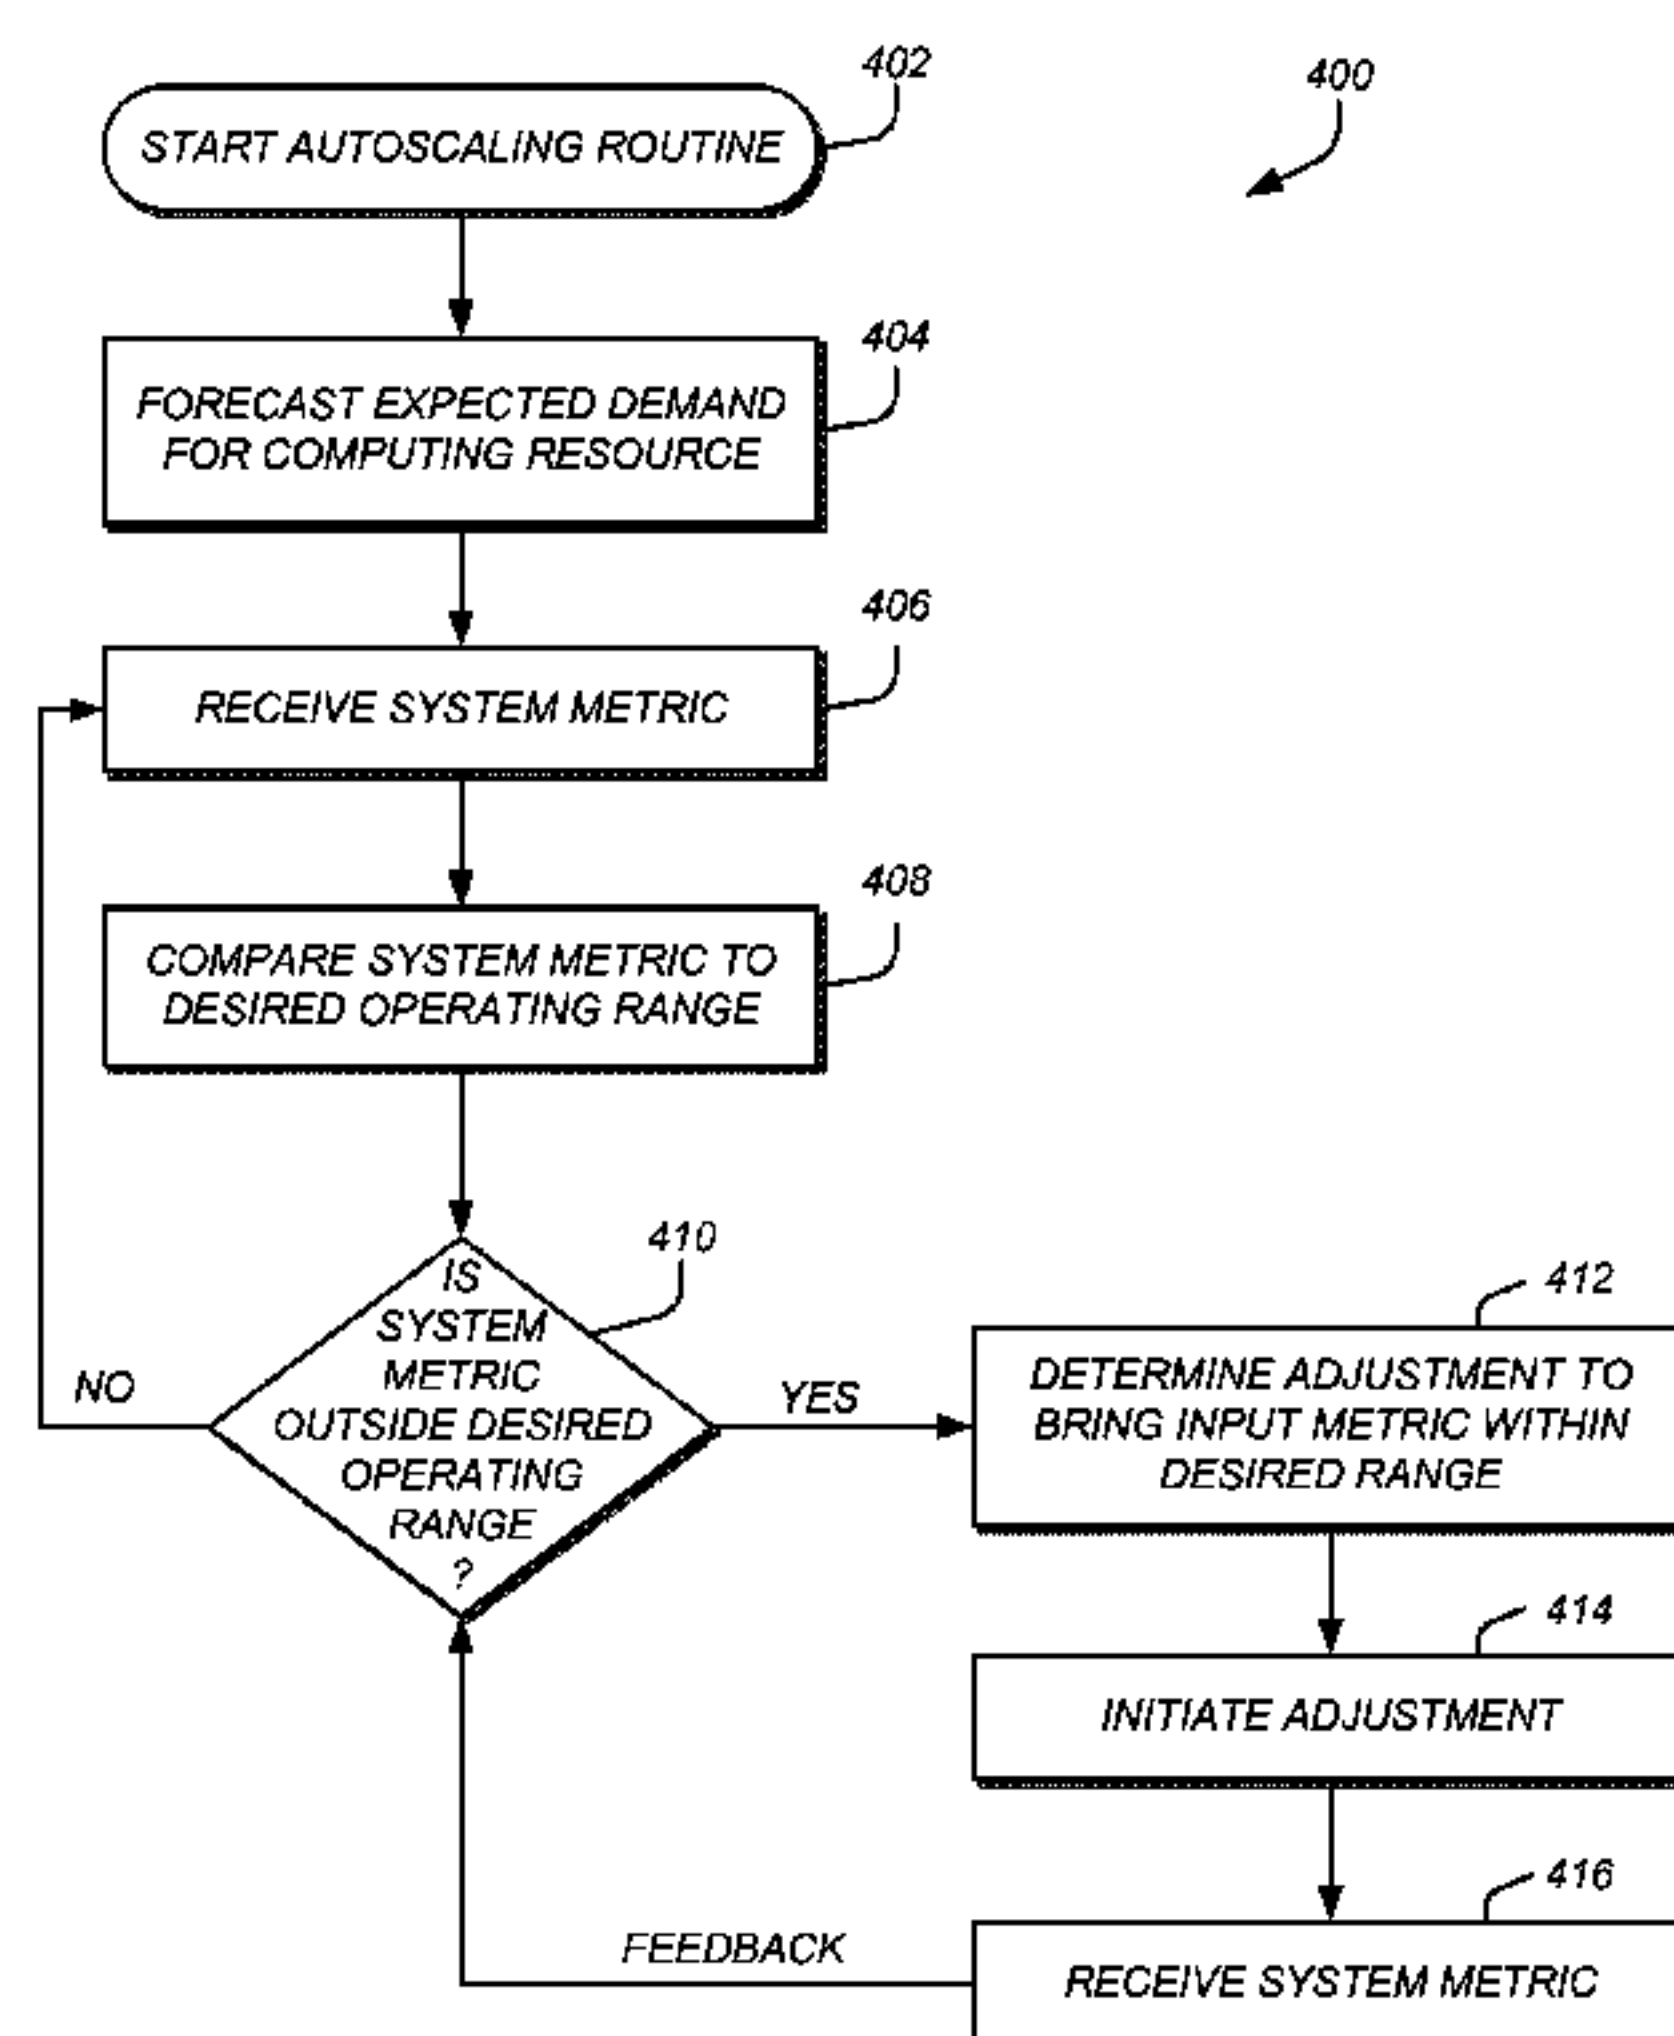 402
400
START AUTOSCALING ROUTINE
404
FORECAST EXPECTED DEMAND
FOR COMPUTING RESOURCE
406
RECEIVE SYSTEM METRIC
408
COMPARE SYSTEM METRIC TO
DESIRED OPERATING RANGE
410
IS
SYSTEM
METRIC
OUTSIDE DESIRED
OPERATING
RANGE
?
NO
YES
412
DETERMINE ADJUSTMENT TO
BRING INPUT METRIC WITHIN
DESIRED RANGE
414
INITIATE ADJUSTMENT
416
RECEIVE SYSTEM METRIC
FEEDBACK